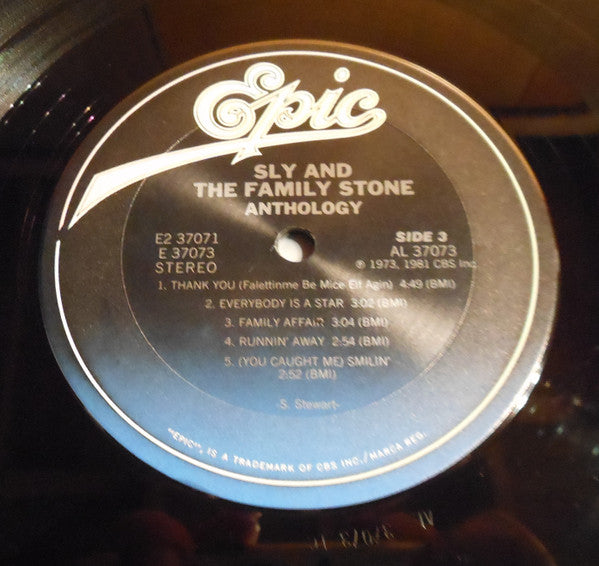 Epic
SLY AND
THE FAMILY STONE
ANTHOLOGY
E2 37071
E 37073
STEREO
SIDE 3
AL 37073
℗ 1973, 1981 CBS Inc.
1. THANK YOU (Falettinme Be Mice Elf Agin) 4:49 (BMI)
2. EVERYBODY IS A STAR 3:02 (BMI)
3. FAMILY AFFAIR 3:04 (BMI)
4. RUNNIN' AWAY 2:54 (BMI)
5. (YOU CAUGHT ME) SMILIN'
2:52 (BMI)
-S. Stewart-
"EPIC", IS A TRADEMARK OF CBS INC./MARCA REG.